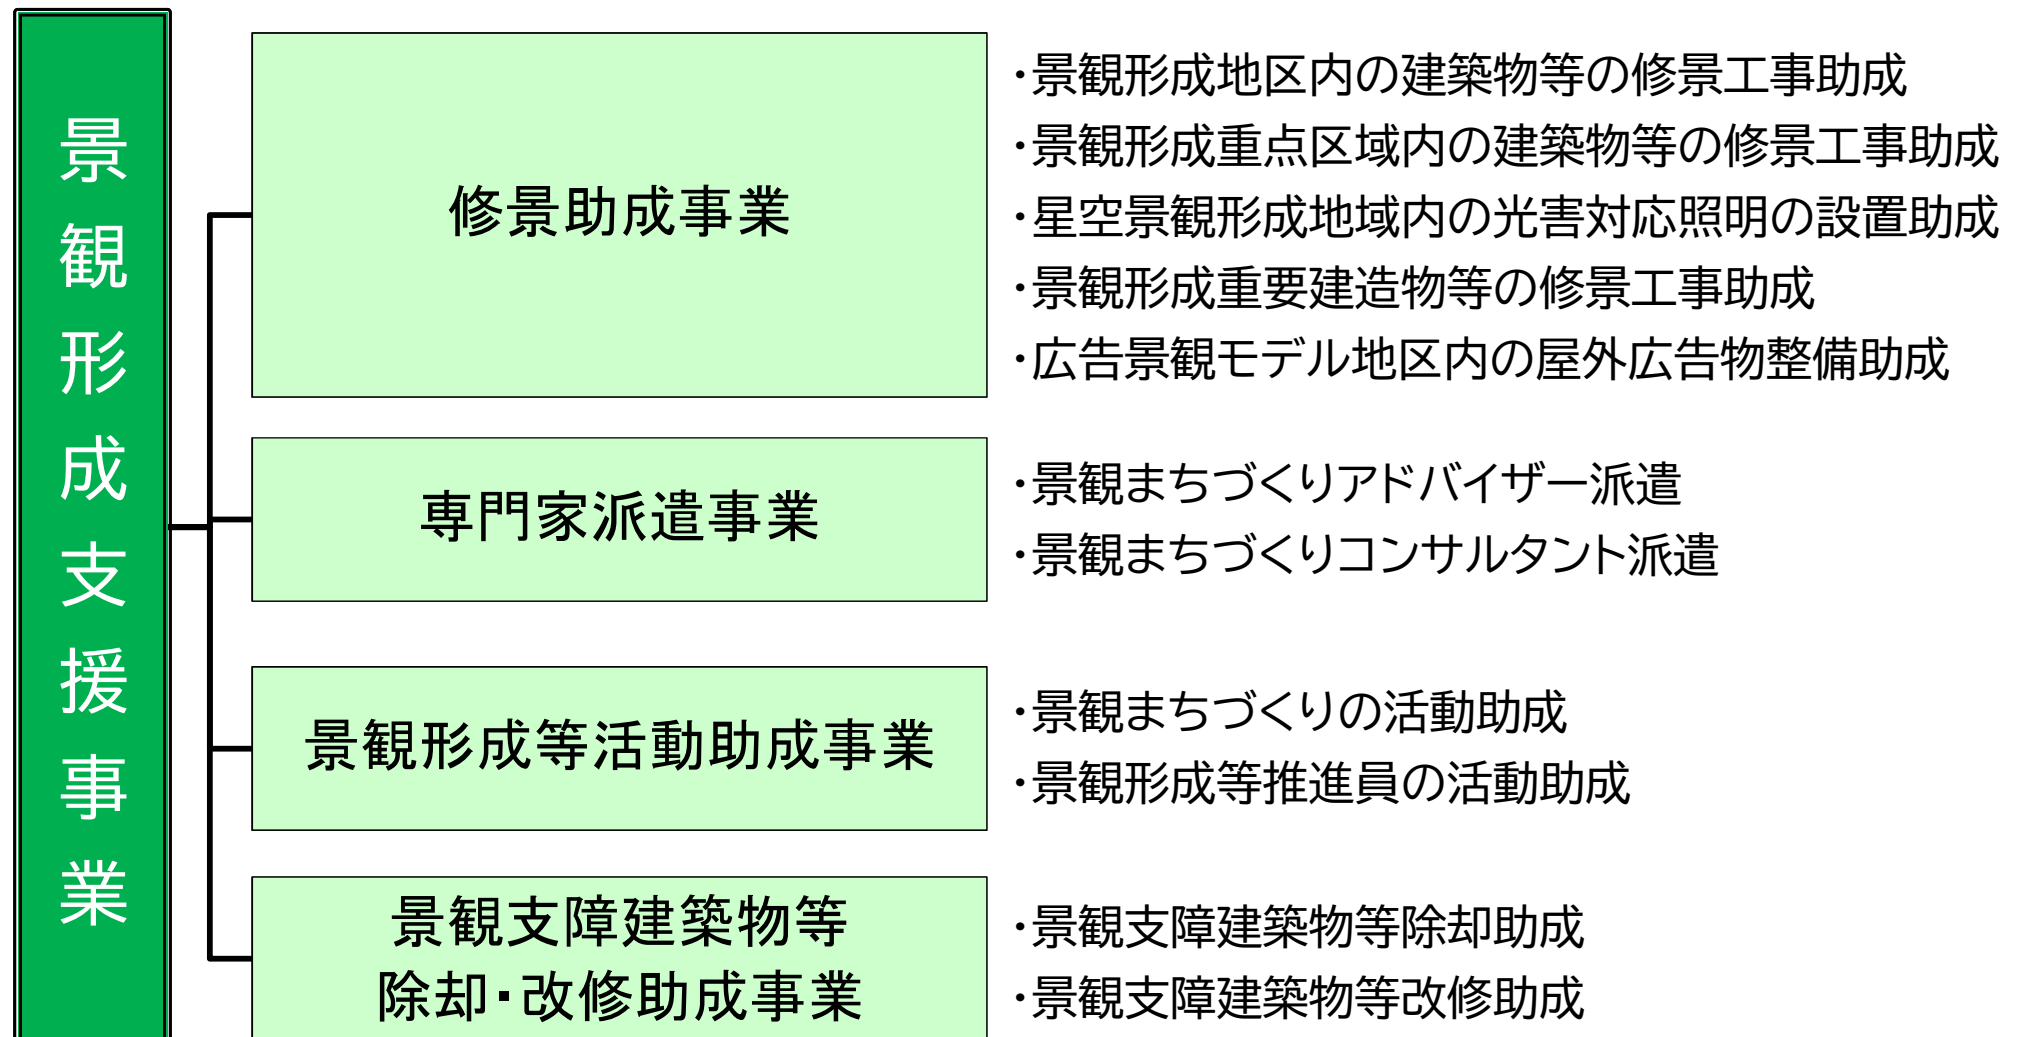 景観形成支援事業
修景助成事業
・景観形成地区内の建築物等の修景工事助成
・景観形成重点区域内の建築物等の修景工事助成
・星空景観形成地域内の光害対応照明の設置助成
・景観形成重要建造物等の修景工事助成
・広告景観モデル地区内の屋外広告物整備助成
専門家派遣事業
・景観まちづくりアドバイザー派遣
・景観まちづくりコンサルタント派遣
景観形成等活動助成事業
・景観まちづくりの活動助成
・景観形成等推進員の活動助成
景観支障建築物等
除却・改修助成事業
・景観支障建築物等除却助成
・景観支障建築物等改修助成